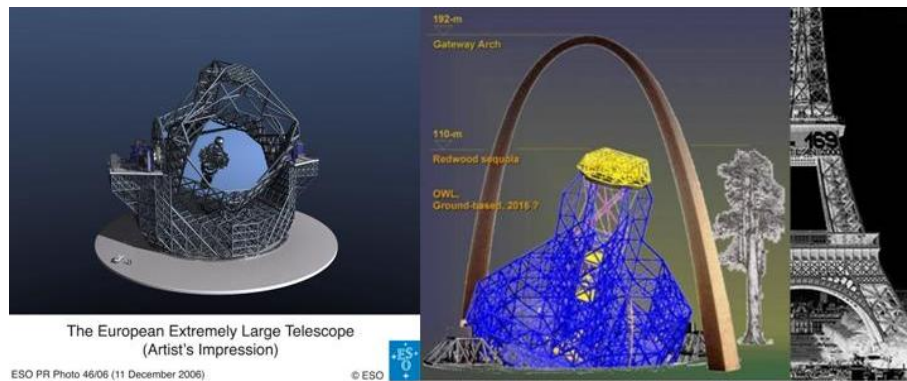 The European Extremely Large Telescope
(Artist's Impression)
ESO PR Photo 46/06 (11 December 2006)
© ESO
ESO
192-m
Gateway Arch
110-m
Redwood sequoia
OWL,
Ground-based, 2016 ?
169